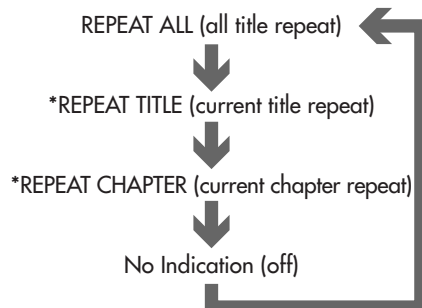 REPEAT ALL (all title repeat)
*REPEAT TITLE (current title repeat)
*REPEAT CHAPTER (current chapter repeat)
No Indication (off)